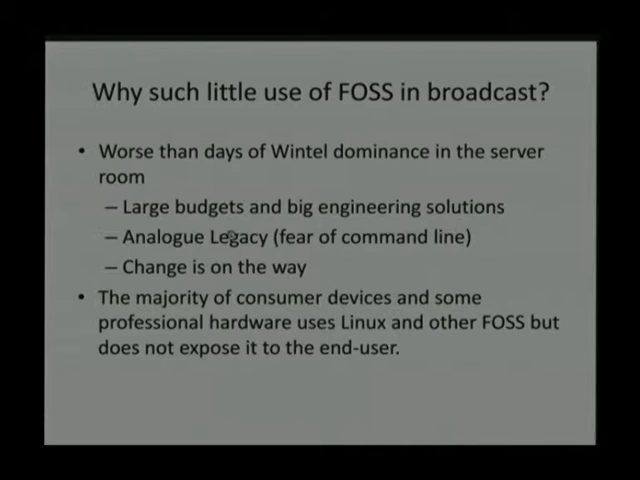 Why such little use of FOSS in broadcast?
• Worse than days of Wintel dominance in the server
room
– Large budgets and big engineering solutions
– Analogue Legacy (fear of command line)
– Change is on the way
• The majority of consumer devices and some
professional hardware uses Linux and other FOSS but
does not expose it to the end-user.